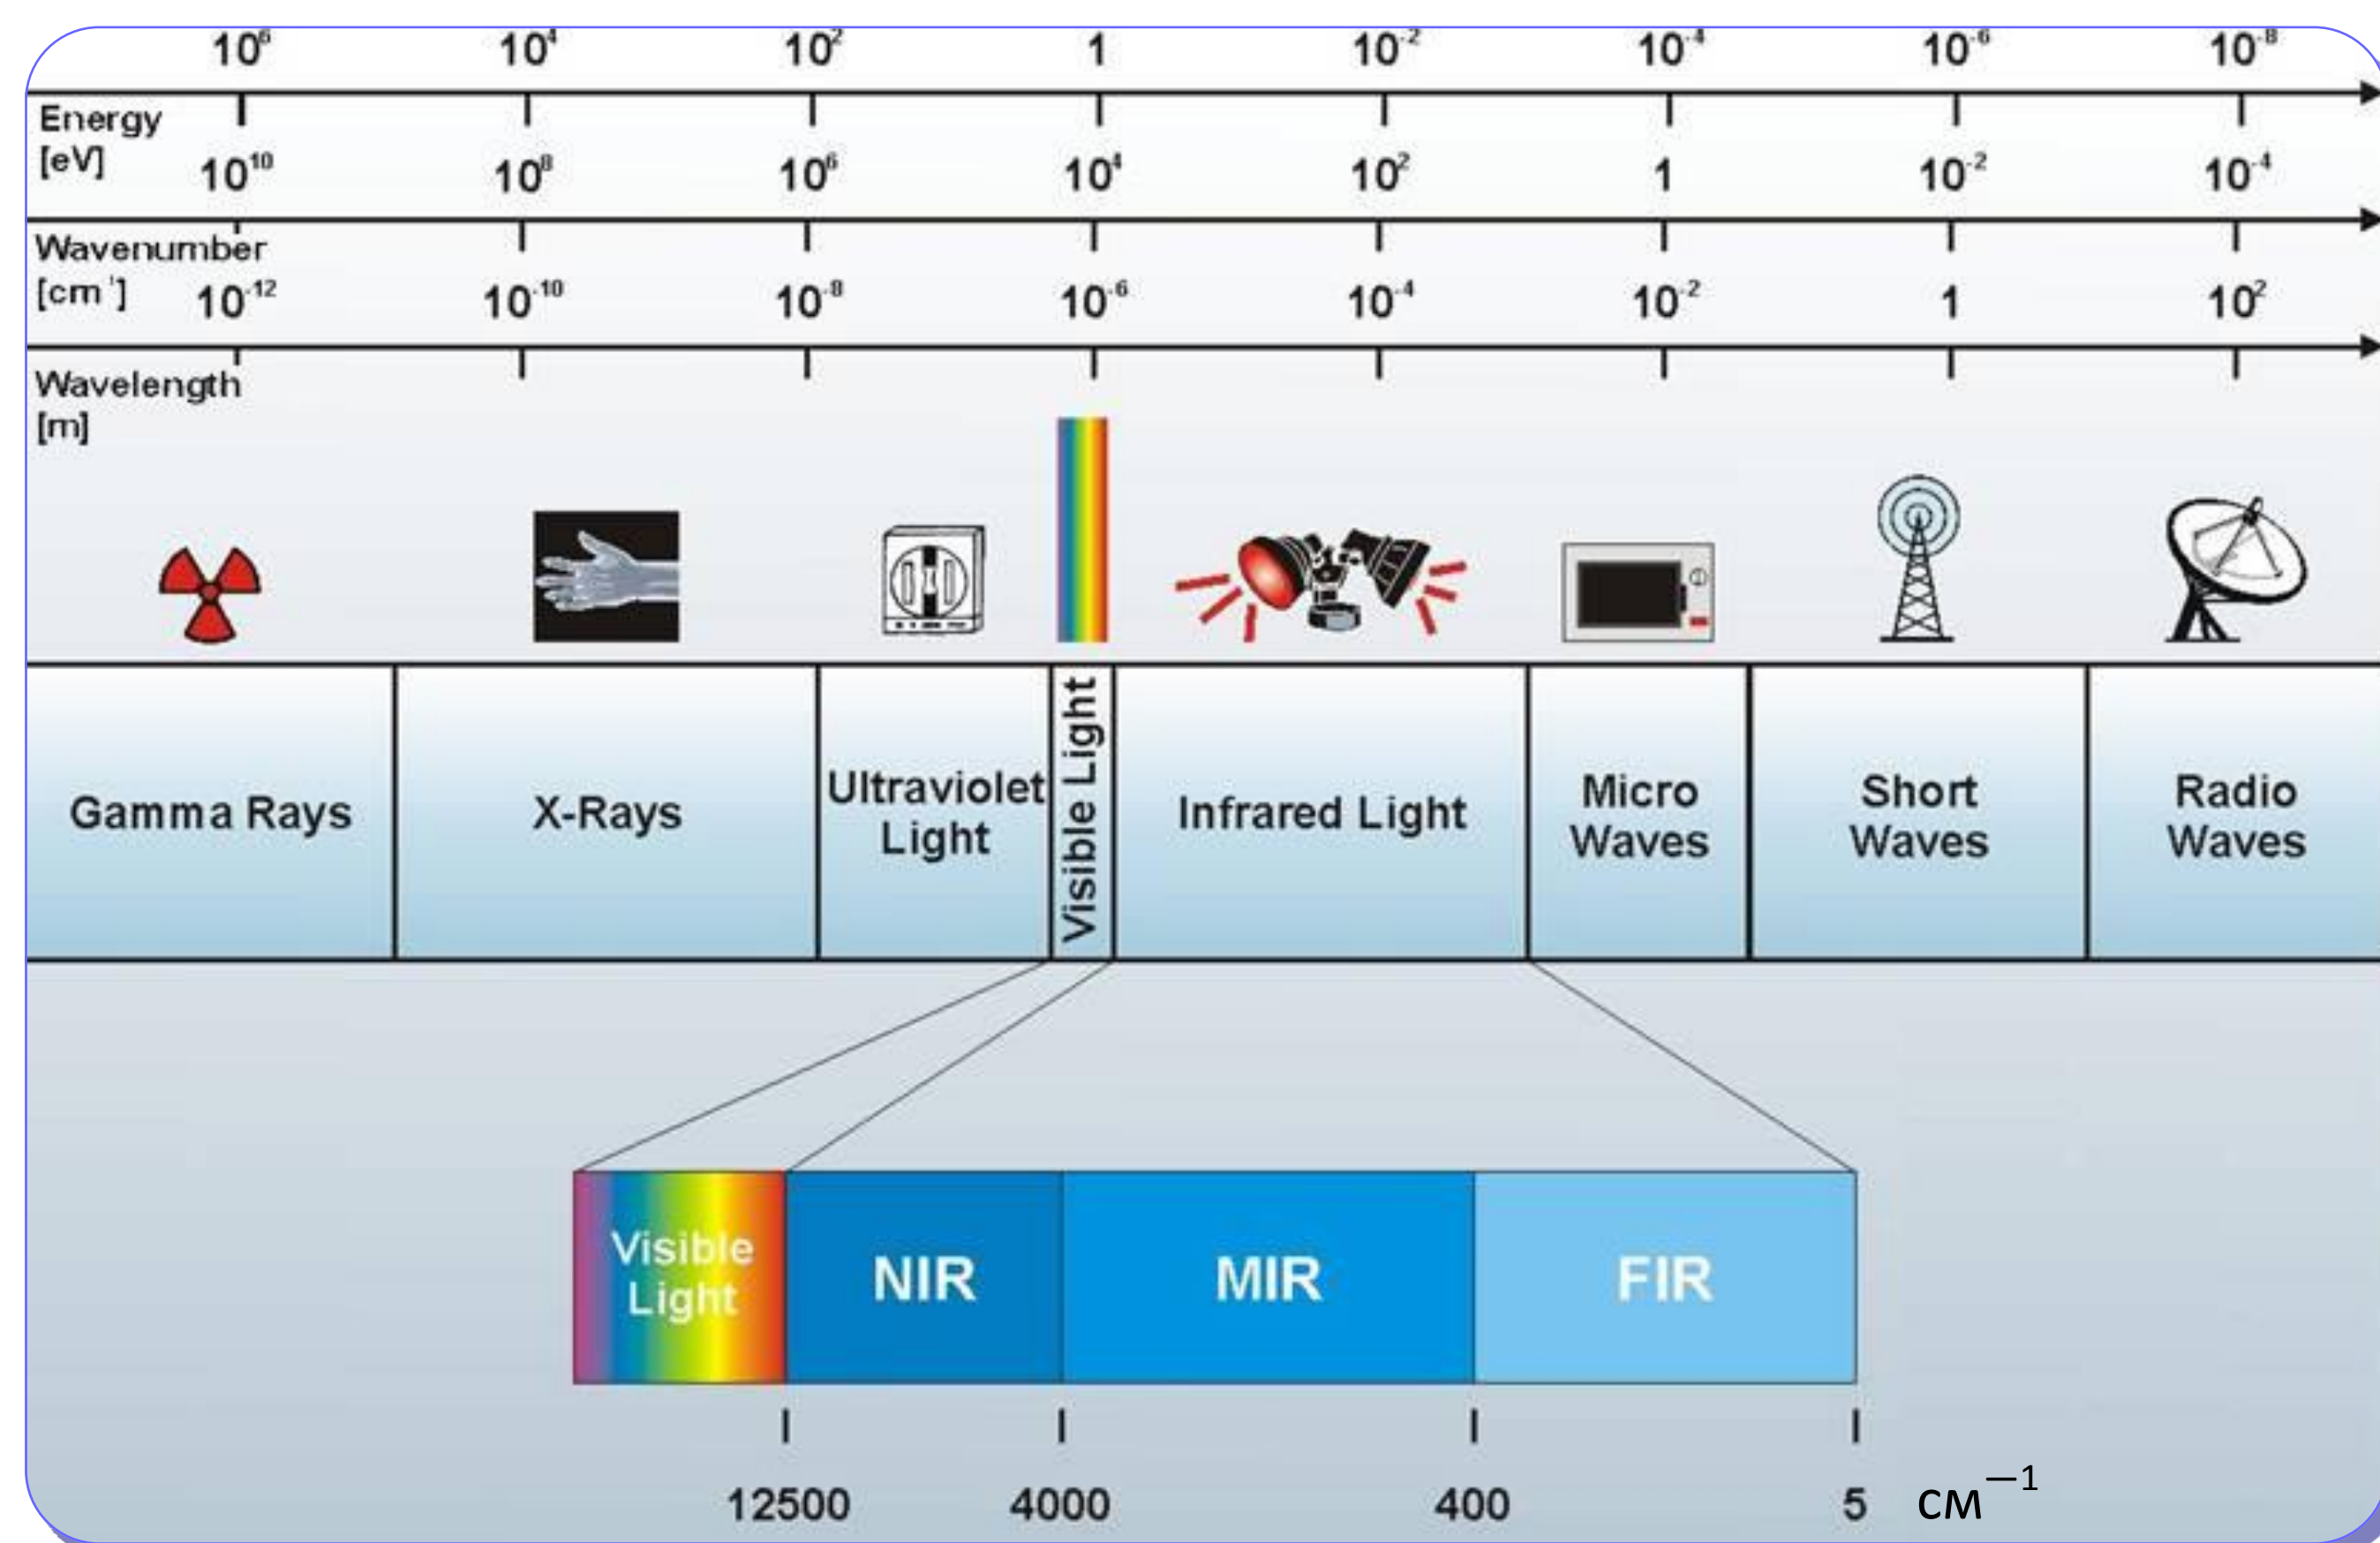 10⁶ 10⁴ 10² 1 10⁻² 10⁻⁴ 10⁻⁶ 10⁻⁸
Energy
[eV]
10¹⁰ 10⁸ 10⁶ 10⁴ 10² 1 10⁻² 10⁻⁴
Wavenumber
[cm⁻¹]
10⁻¹² 10⁻¹⁰ 10⁻⁸ 10⁻⁶ 10⁻⁴ 10⁻² 1 10²
Wavelength
[m]
Gamma Rays
X-Rays
Ultraviolet
Light
Visible Light
Infrared Light
Micro
Waves
Short
Waves
Radio
Waves
Visible
Light
NIR
MIR
FIR
12500 4000 400 5 см⁻¹